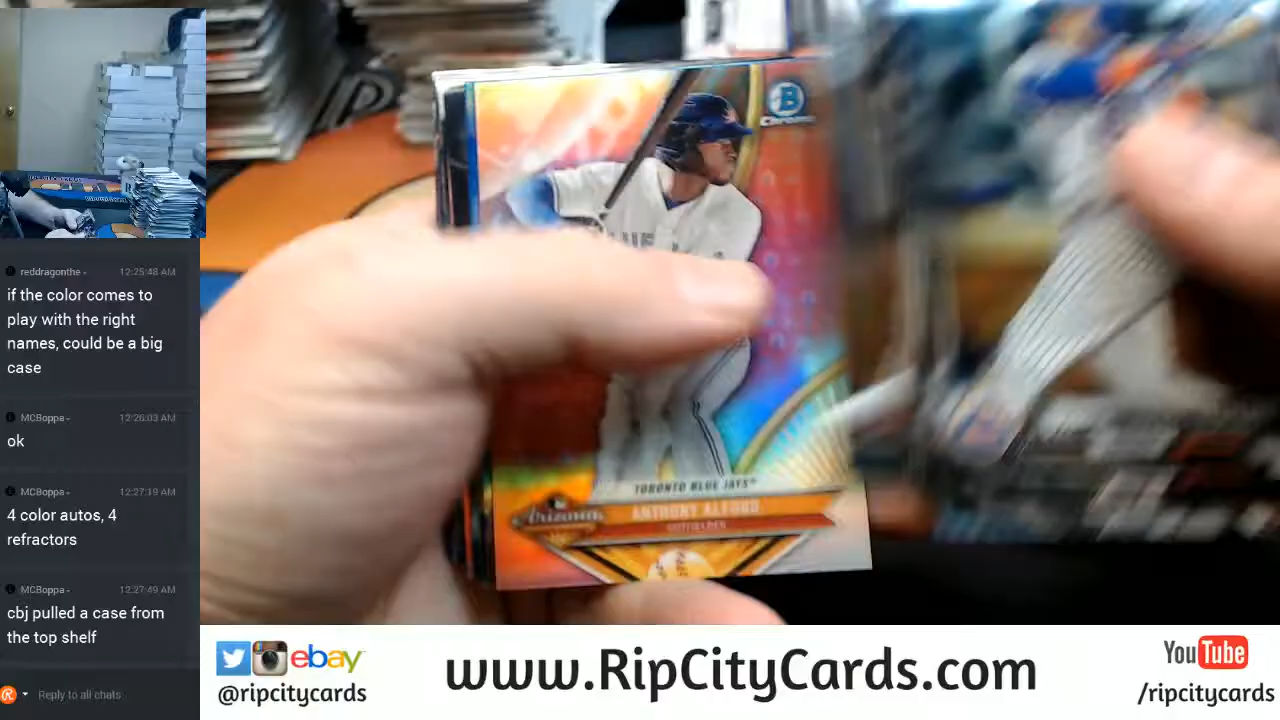 reddragonthe -
12:25:48 AM
if the color comes to
play with the right
names, could be a big
case
MCBoppa -
12:26:03 AM
ok
MCBoppa -
12:27:19 AM
4 color autos, 4
refractors
MCBoppa -
12:27:49 AM
cbj pulled a case from
the top shelf
Reply to all chats
B
CHROME
TORONTO BLUE JAYS
ANTHONY ALFORD
OUTFIELDER
Arizona
ebay
@ripcitycards
www.RipCityCards.com
YouTube
/ripcitycards